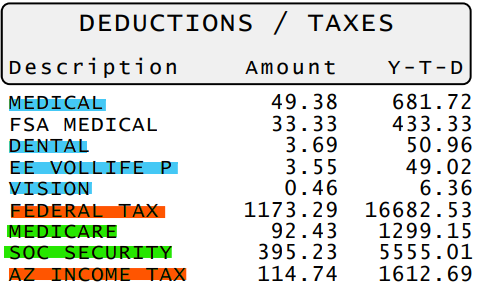 DEDUCTIONS / TAXES
Description Amount Y-T-D
MEDICAL 49.38 681.72
FSA MEDICAL 33.33 433.33
DENTAL 3.69 50.96
EE VOLLIFE P 3.55 49.02
VISION 0.46 6.36
FEDERAL TAX 1173.29 16682.53
MEDICARE 92.43 1299.15
SOC SECURITY 395.23 5555.01
AZ INCOME TAX 114.74 1612.69